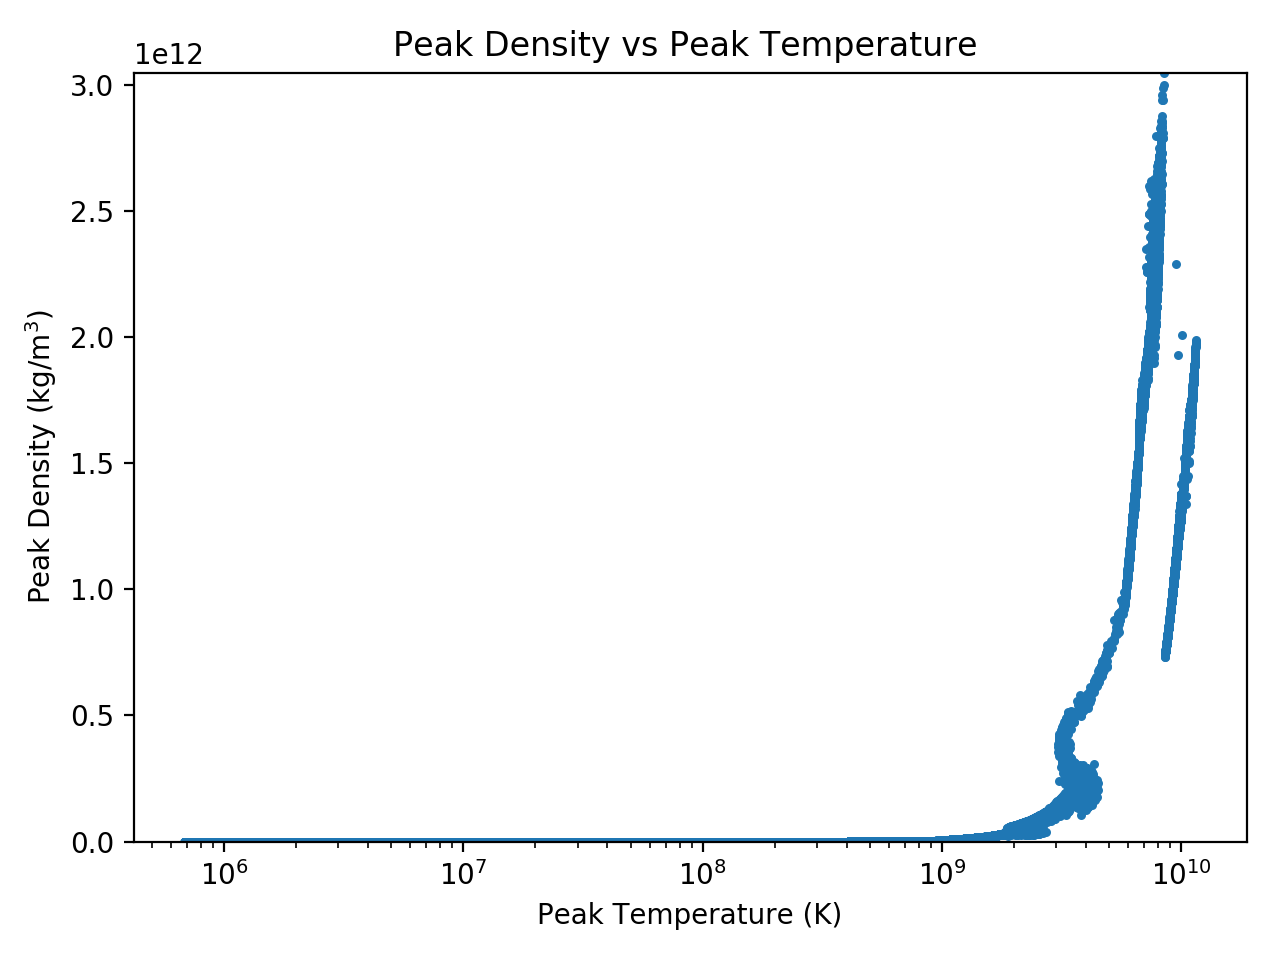 Peak Density vs Peak Temperature
1e12
3.0
2.5
2.0
1.5
1.0
0.5
0.0
Peak Density (kg/m³)
10⁶ 10⁷ 10⁸ 10⁹ 10¹⁰
Peak Temperature (K)